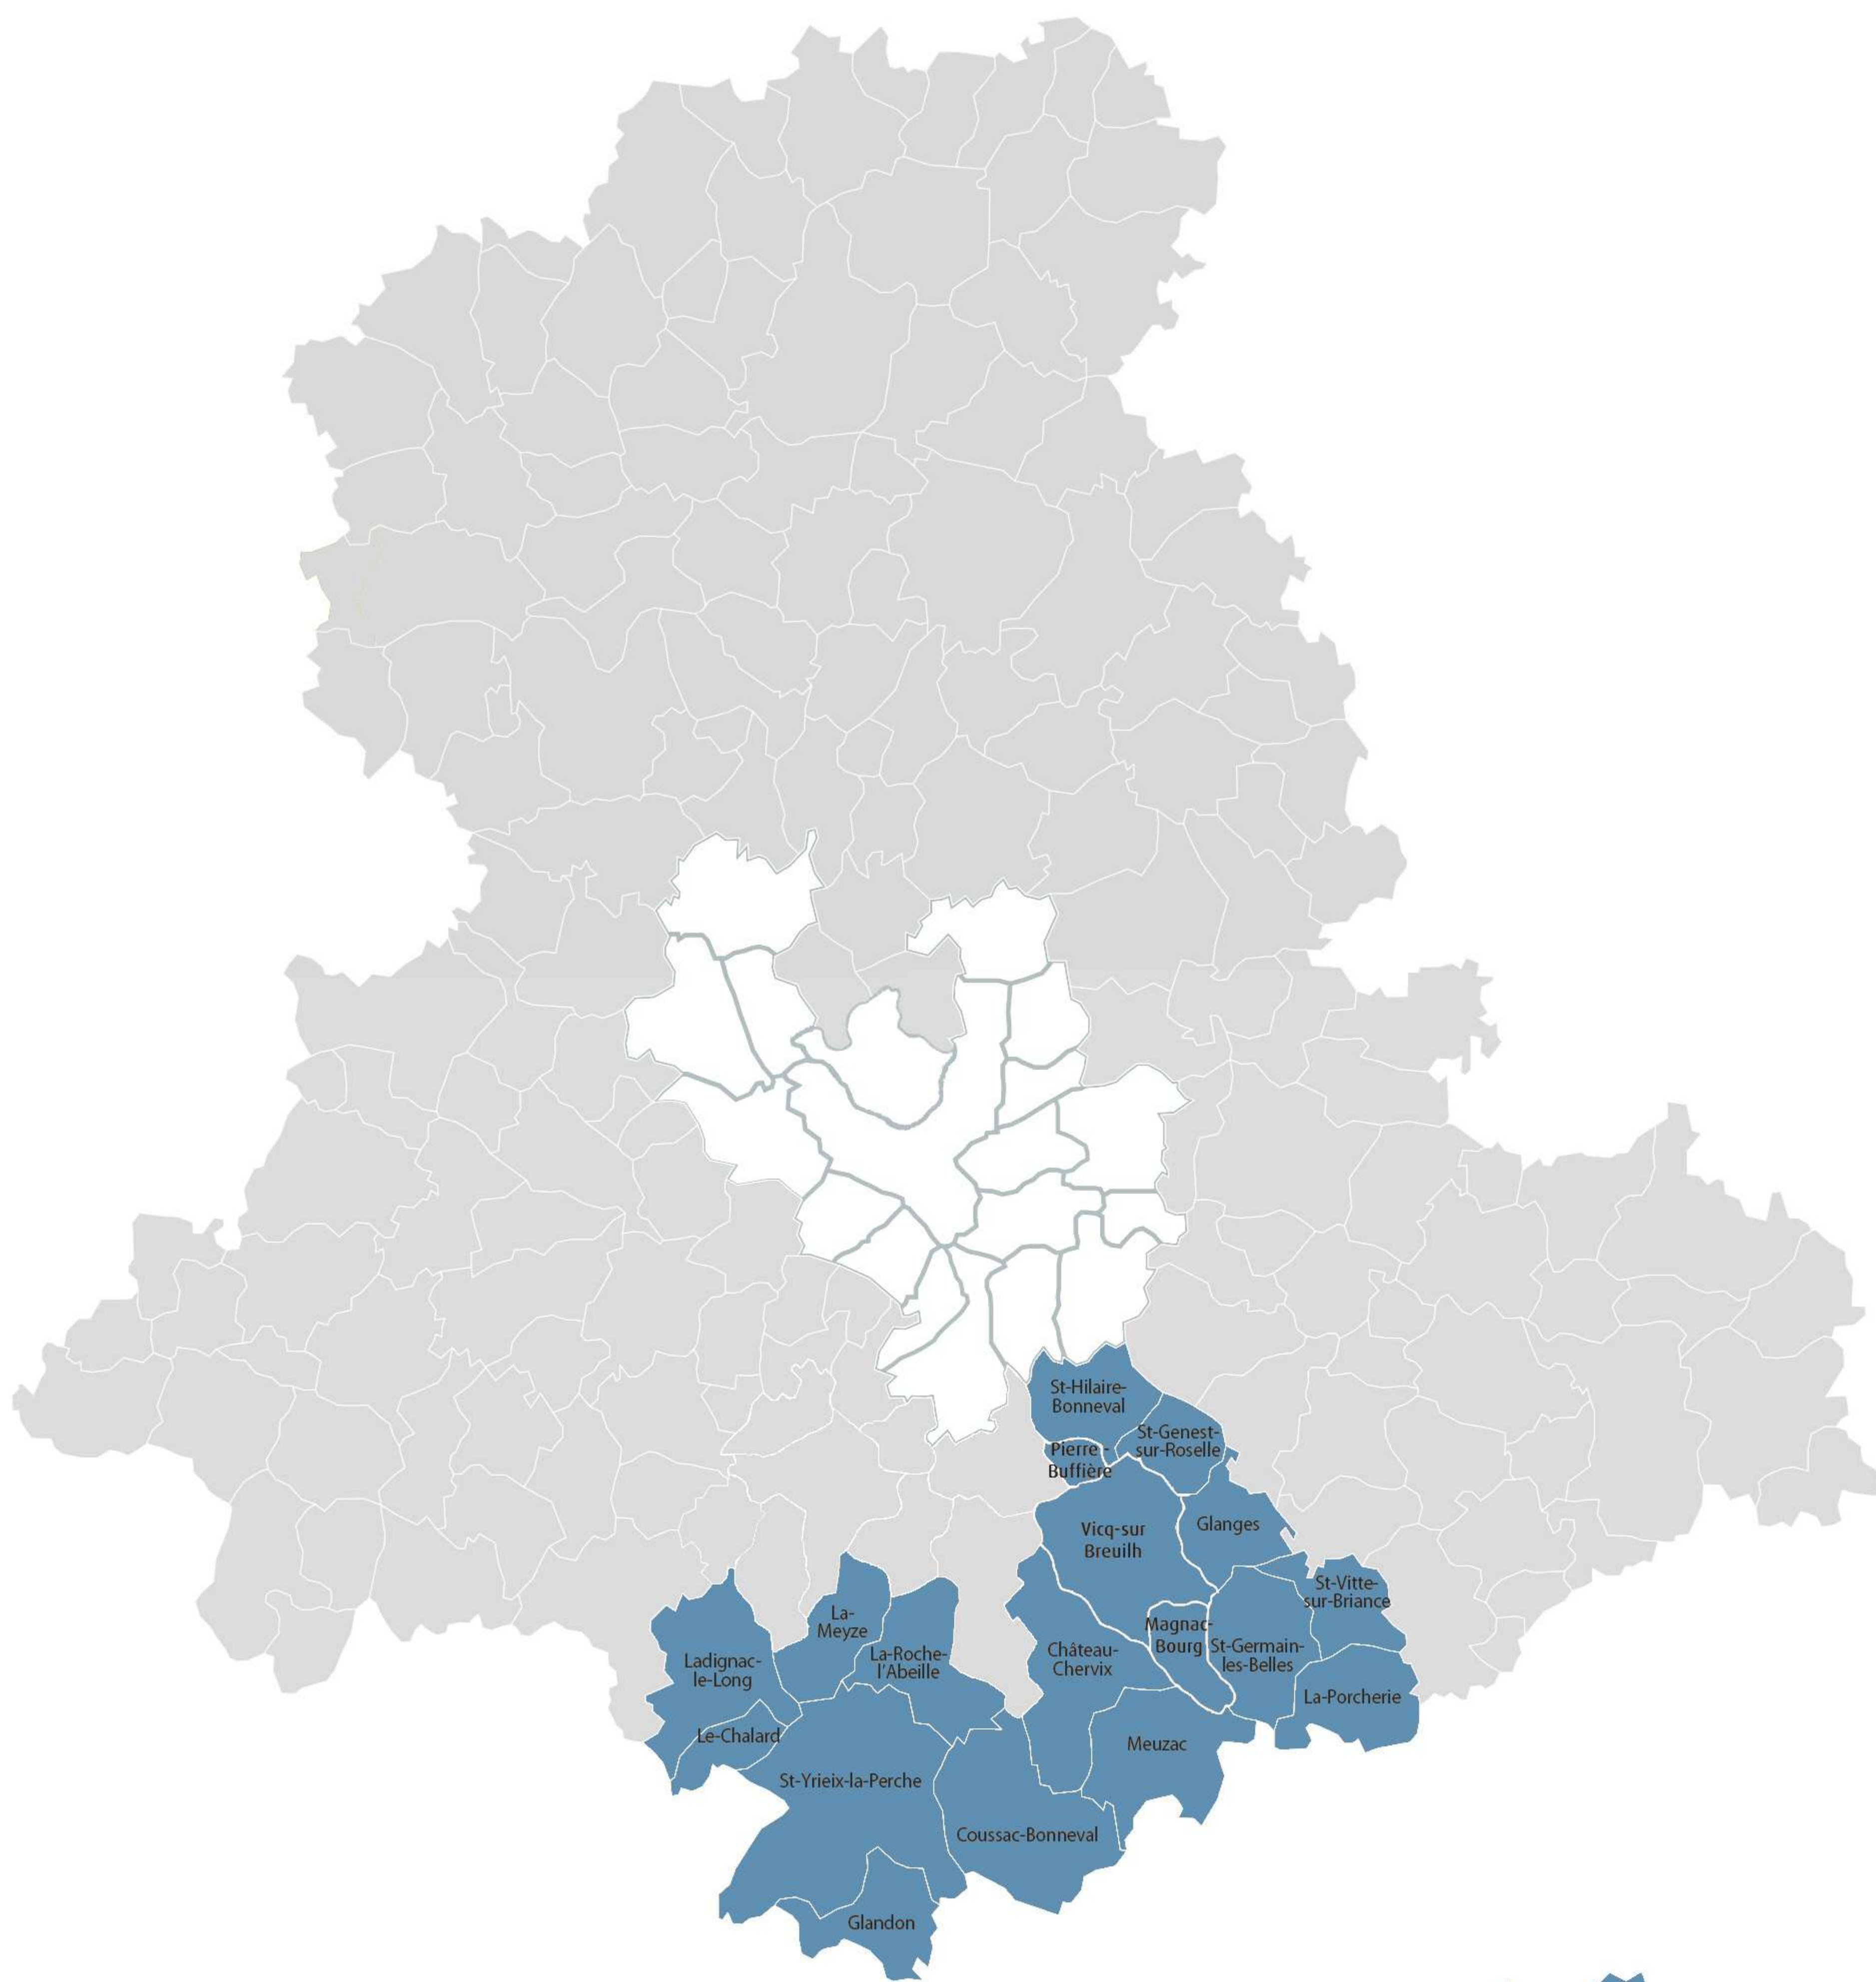 St-Hilaire-
Bonneval
St-Genest-
sur-Roselle
Pierre -
Buffière
Vicq-sur
Breuilh
Glanges
St-Vitte-
sur-Briance
La-
Meyze
La-Roche-
l'Abeille
Ladignac-
le-Long
Château-
Chervix
Magnac-
Bourg
St-Germain-
les-Belles
La-Porcherie
Le-Chalard
Meuzac
St-Yrieix-la-Perche
Coussac-Bonneval
Glandon